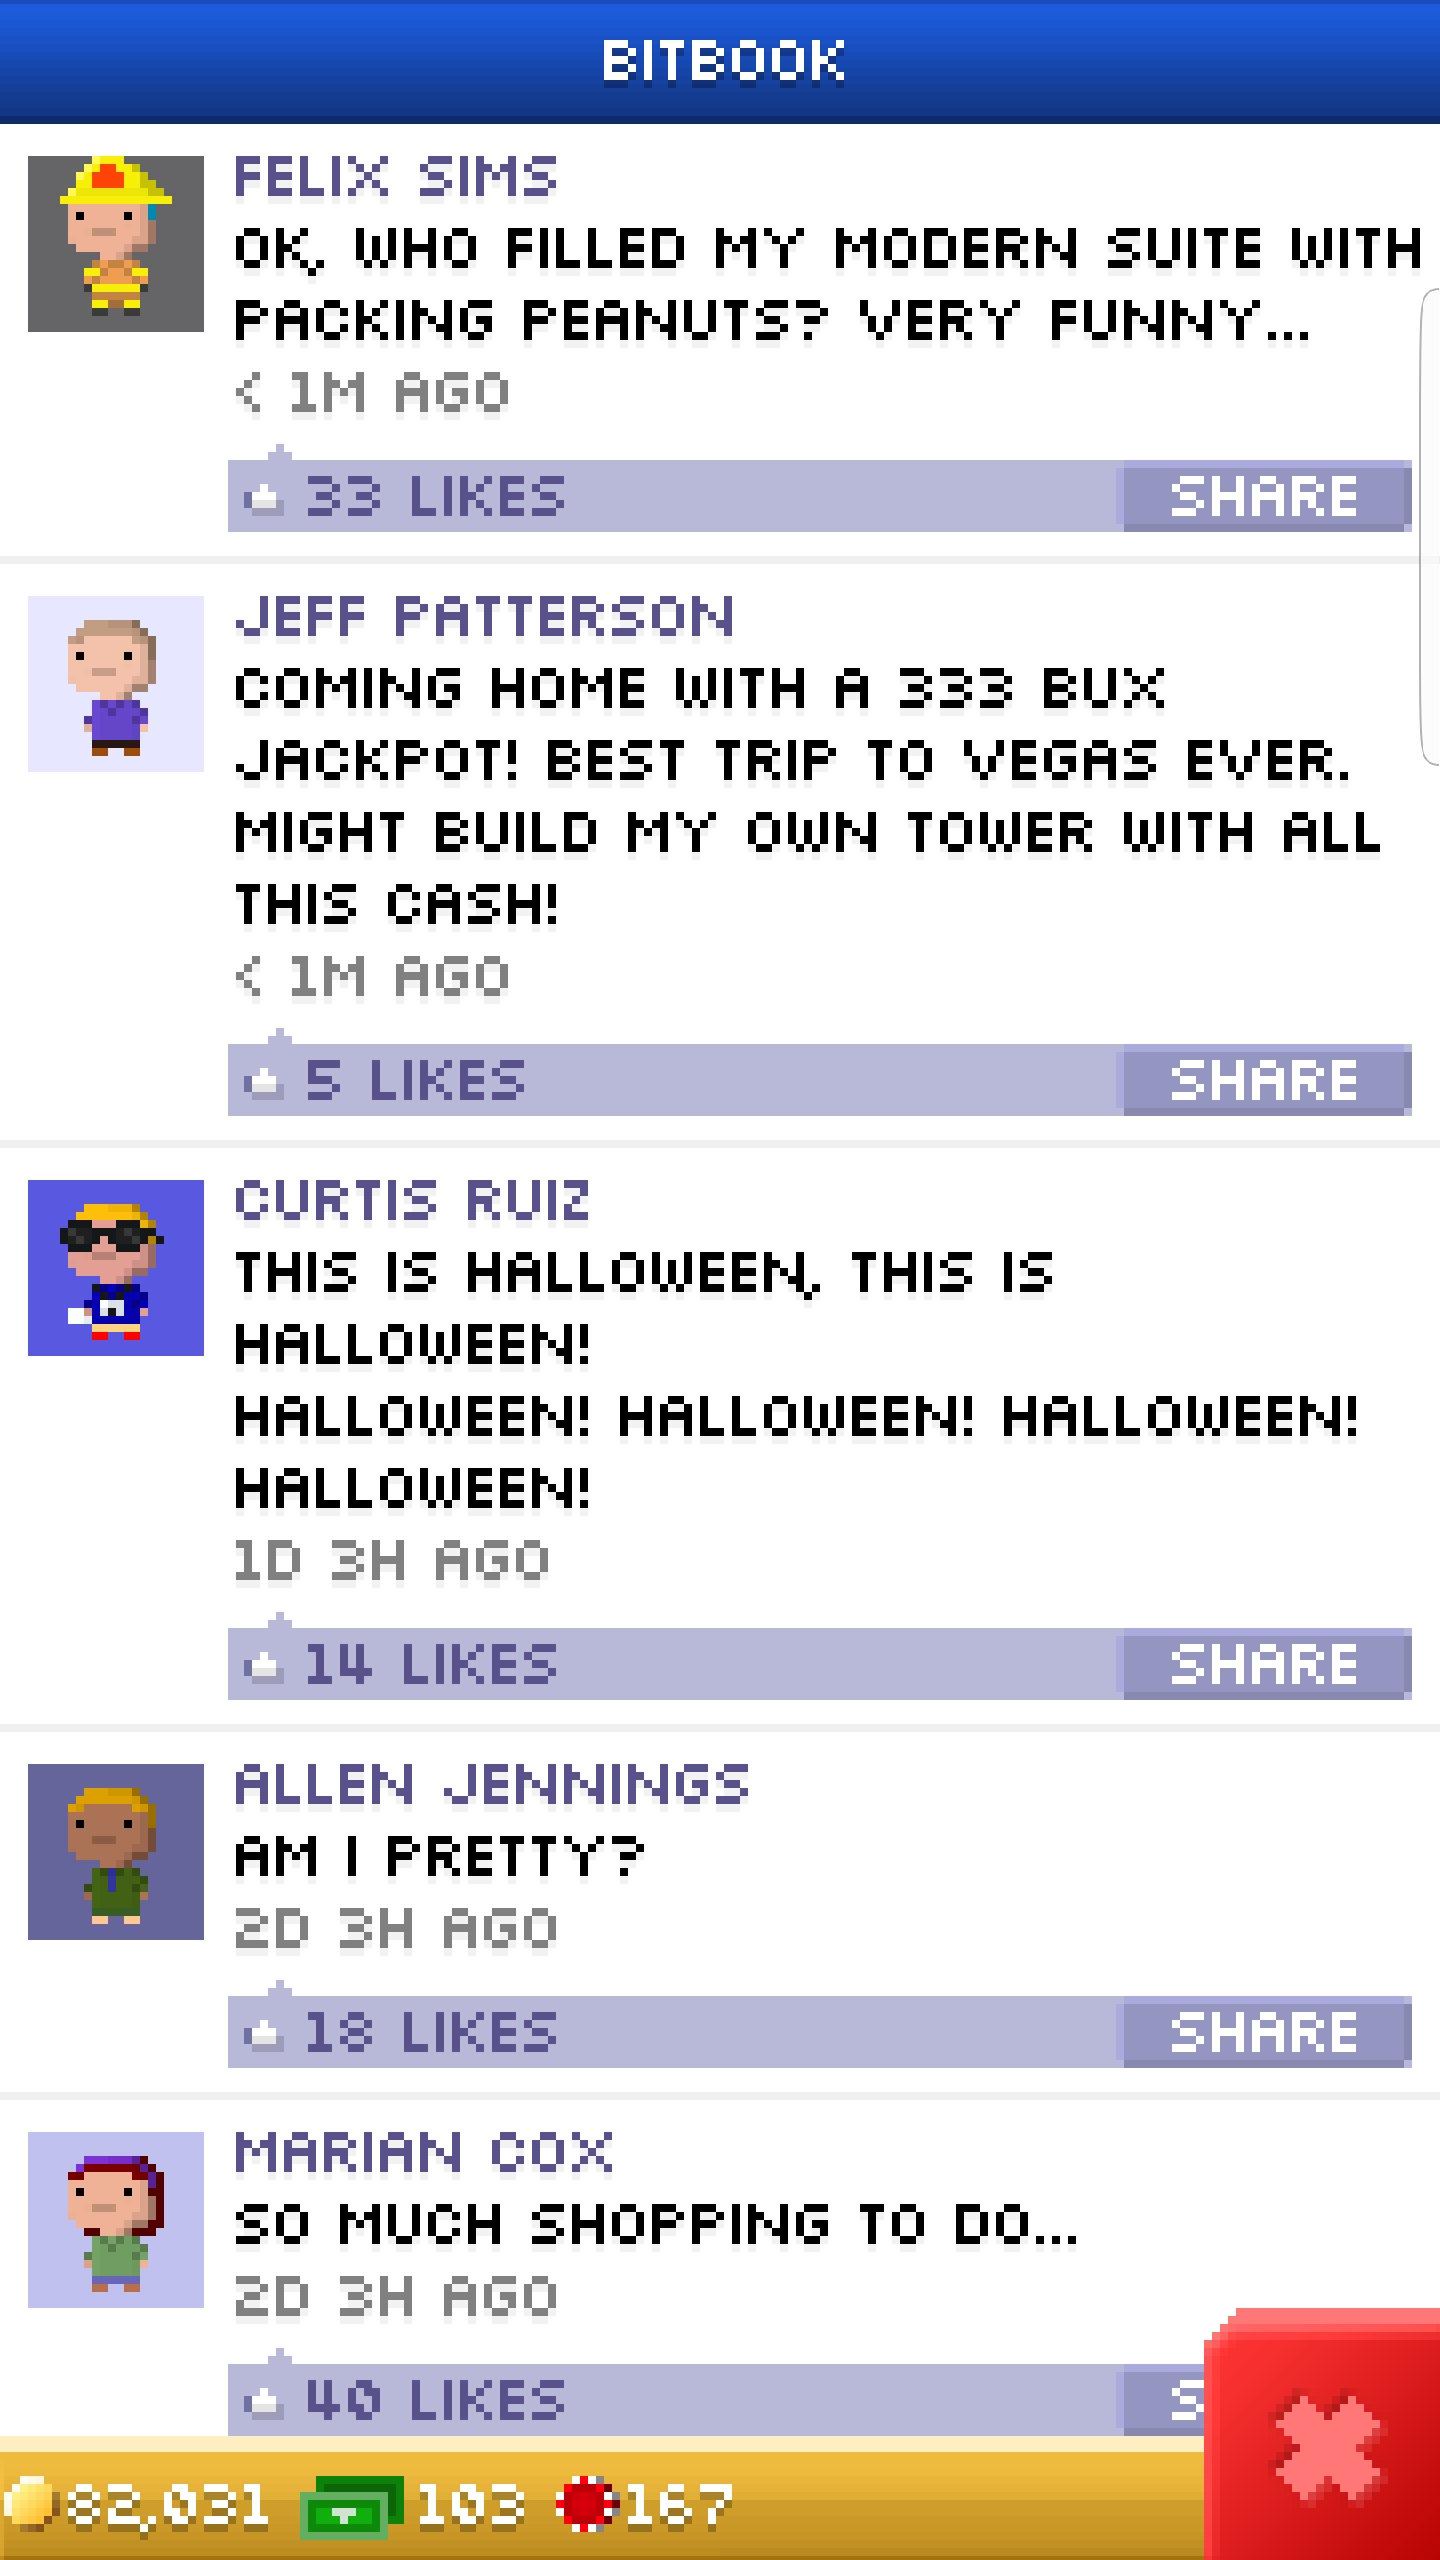 BITBOOK
FELIX SIMS
OK, WHO FILLED MY MODERN SUITE WITH
PACKING PEANUTS? VERY FUNNY...
< 1M AGO
33 LIKES SHARE
JEFF PATTERSON
COMING HOME WITH A 333 BUX
JACKPOT! BEST TRIP TO VEGAS EVER.
MIGHT BUILD MY OWN TOWER WITH ALL
THIS CASH!
< 1M AGO
5 LIKES SHARE
CURTIS RUIZ
THIS IS HALLOWEEN, THIS IS
HALLOWEEN!
HALLOWEEN! HALLOWEEN! HALLOWEEN!
HALLOWEEN!
1D 3H AGO
14 LIKES SHARE
ALLEN JENNINGS
AM I PRETTY?
2D 3H AGO
18 LIKES SHARE
MARIAN COX
SO MUCH SHOPPING TO DO...
2D 3H AGO
40 LIKES S
82,031 103 167